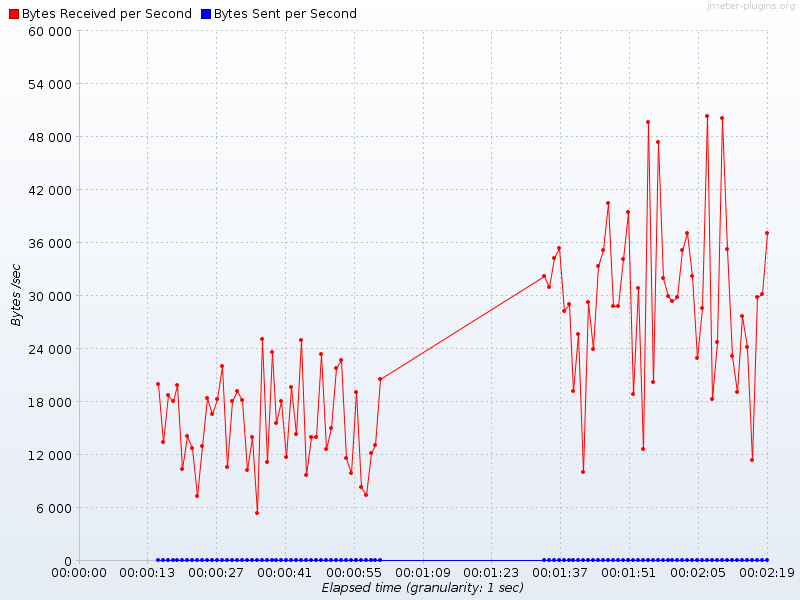 jmeter-plugins.org
Bytes Received per Second Bytes Sent per Second
60 000
54 000
48 000
42 000
36 000
30 000
24 000
18 000
12 000
6 000
0
Bytes /sec
00:00:00 00:00:13 00:00:27 00:00:41 00:00:55 00:01:09 00:01:23 00:01:37 00:01:51 00:02:05 00:02:19
Elapsed time (granularity: 1 sec)